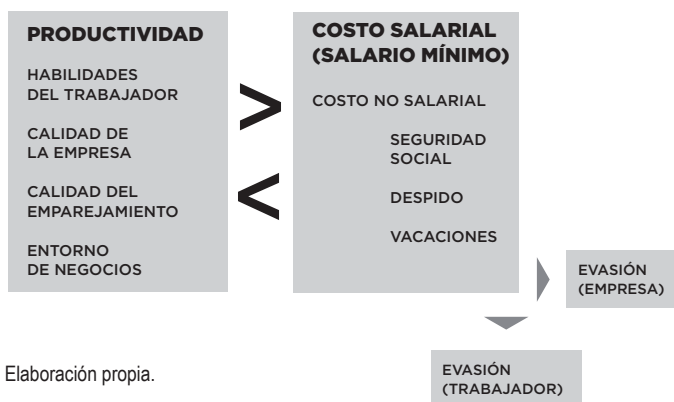 PRODUCTIVIDAD
HABILIDADES
DEL TRABAJADOR
CALIDAD DE
LA EMPRESA
CALIDAD DEL
EMPAREJAMIENTO
ENTORNO
DE NEGOCIOS
>
<
COSTO SALARIAL
(SALARIO MÍNIMO)
COSTO NO SALARIAL
SEGURIDAD
SOCIAL
DESPIDO
VACACIONES
EVASIÓN
(EMPRESA)
EVASIÓN
(TRABAJADOR)
Elaboración propia.